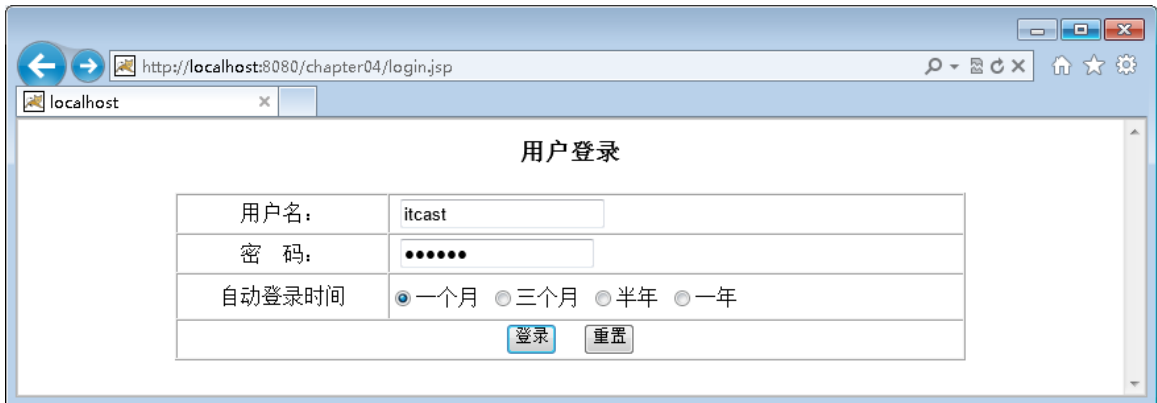 http://localhost:8080/chapter04/login.jsp
localhost
用户登录
用户名： itcast
密 码： ●●●●●●
自动登录时间 一个月 三个月 半年 一年
登录 重置